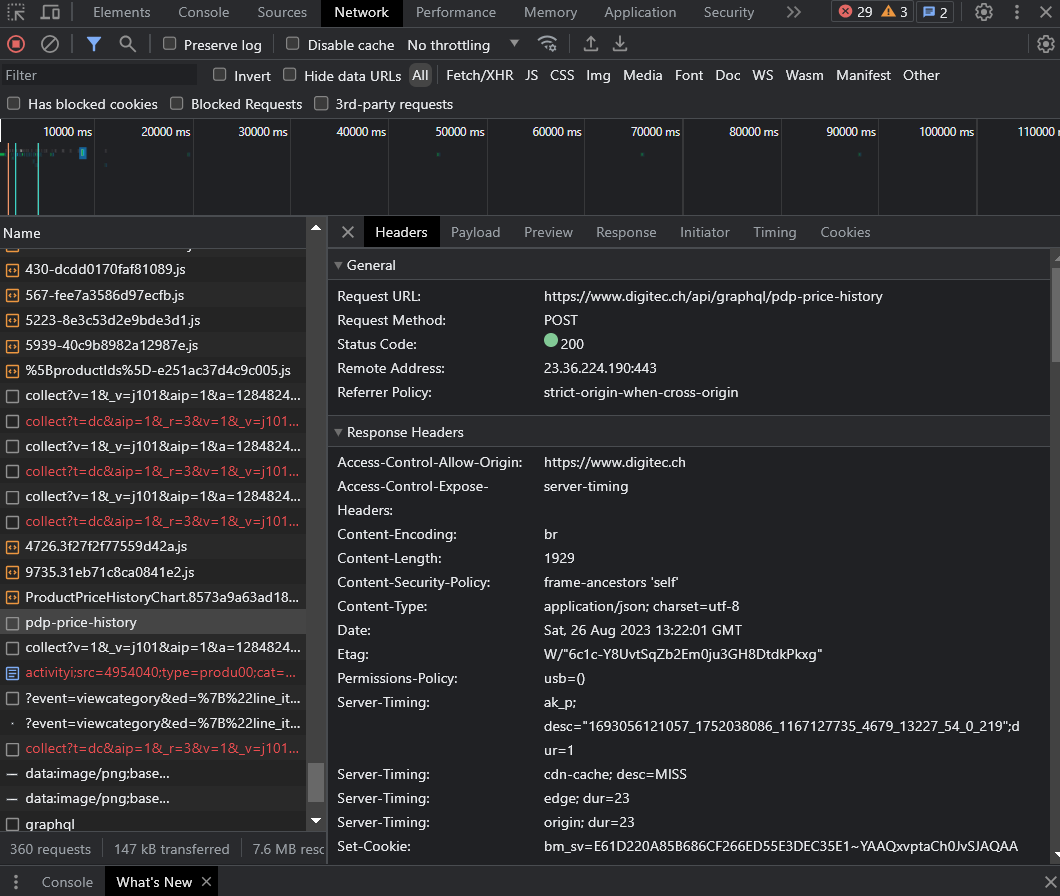 Elements Console Sources Network Performance Memory Application Security 29 3 2
Preserve log Disable cache No throttling
Filter Invert Hide data URLs All Fetch/XHR JS CSS Img Media Font Doc WS Wasm Manifest Other
Has blocked cookies Blocked Requests 3rd-party requests
10000 ms 20000 ms 30000 ms 40000 ms 50000 ms 60000 ms 70000 ms 80000 ms 90000 ms 100000 ms 110000
Name
430-dcdd0170faf81089.js
567-fee7a3586d97ecfb.js
5223-8e3c53d2e9bde3d1.js
5939-40c9b8982a12987e.js
%5BproductIds%5D-e251ac37d4c9c005.js
collect?v=1&_v=j101&aip=1&a=1284824...
collect?t=dc&aip=1&_r=3&v=1&_v=j101...
collect?v=1&_v=j101&aip=1&a=1284824...
collect?t=dc&aip=1&_r=3&v=1&_v=j101...
collect?v=1&_v=j101&aip=1&a=1284824...
collect?t=dc&aip=1&_r=3&v=1&_v=j101...
4726.3f27f2f77559d42a.js
9735.31eb71c8ca0841e2.js
ProductPriceHistoryChart.8573a9a63ad18...
pdp-price-history
collect?v=1&_v=j101&aip=1&a=1284824...
activityi;src=4954040;type=produ00;cat=...
?event=viewcategory&ed=%7B%22line_it...
?event=viewcategory&ed=%7B%22line_it...
collect?t=dc&aip=1&_r=3&v=1&_v=j101...
data:image/png;base...
data:image/png;base...
graphql
360 requests 147 kB transferred 7.6 MB resc
Headers Payload Preview Response Initiator Timing Cookies
General
Request URL: https://www.digitec.ch/api/graphql/pdp-price-history
Request Method: POST
Status Code: 200
Remote Address: 23.36.224.190:443
Referrer Policy: strict-origin-when-cross-origin
Response Headers
Access-Control-Allow-Origin: https://www.digitec.ch
Access-Control-Expose- server-timing
Headers:
Content-Encoding: br
Content-Length: 1929
Content-Security-Policy: frame-ancestors 'self'
Content-Type: application/json; charset=utf-8
Date: Sat, 26 Aug 2023 13:22:01 GMT
Etag: W/"6c1c-Y8UvtSqZb2Em0ju3GH8DtdkPkxg"
Permissions-Policy: usb=()
Server-Timing: ak_p;
desc="1693056121057_1752038086_1167127735_4679_13227_54_0_219";d
ur=1
Server-Timing: cdn-cache; desc=MISS
Server-Timing: edge; dur=23
Server-Timing: origin; dur=23
Set-Cookie: bm_sv=E61D220A85B686CF266ED55E3DEC35E1~YAAQxvptaCh0JvSJAQAA
Console What's New